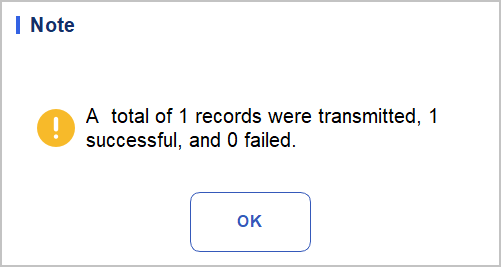 Note
A  total of 1 records were transmitted, 1
successful, and 0 failed.
OK